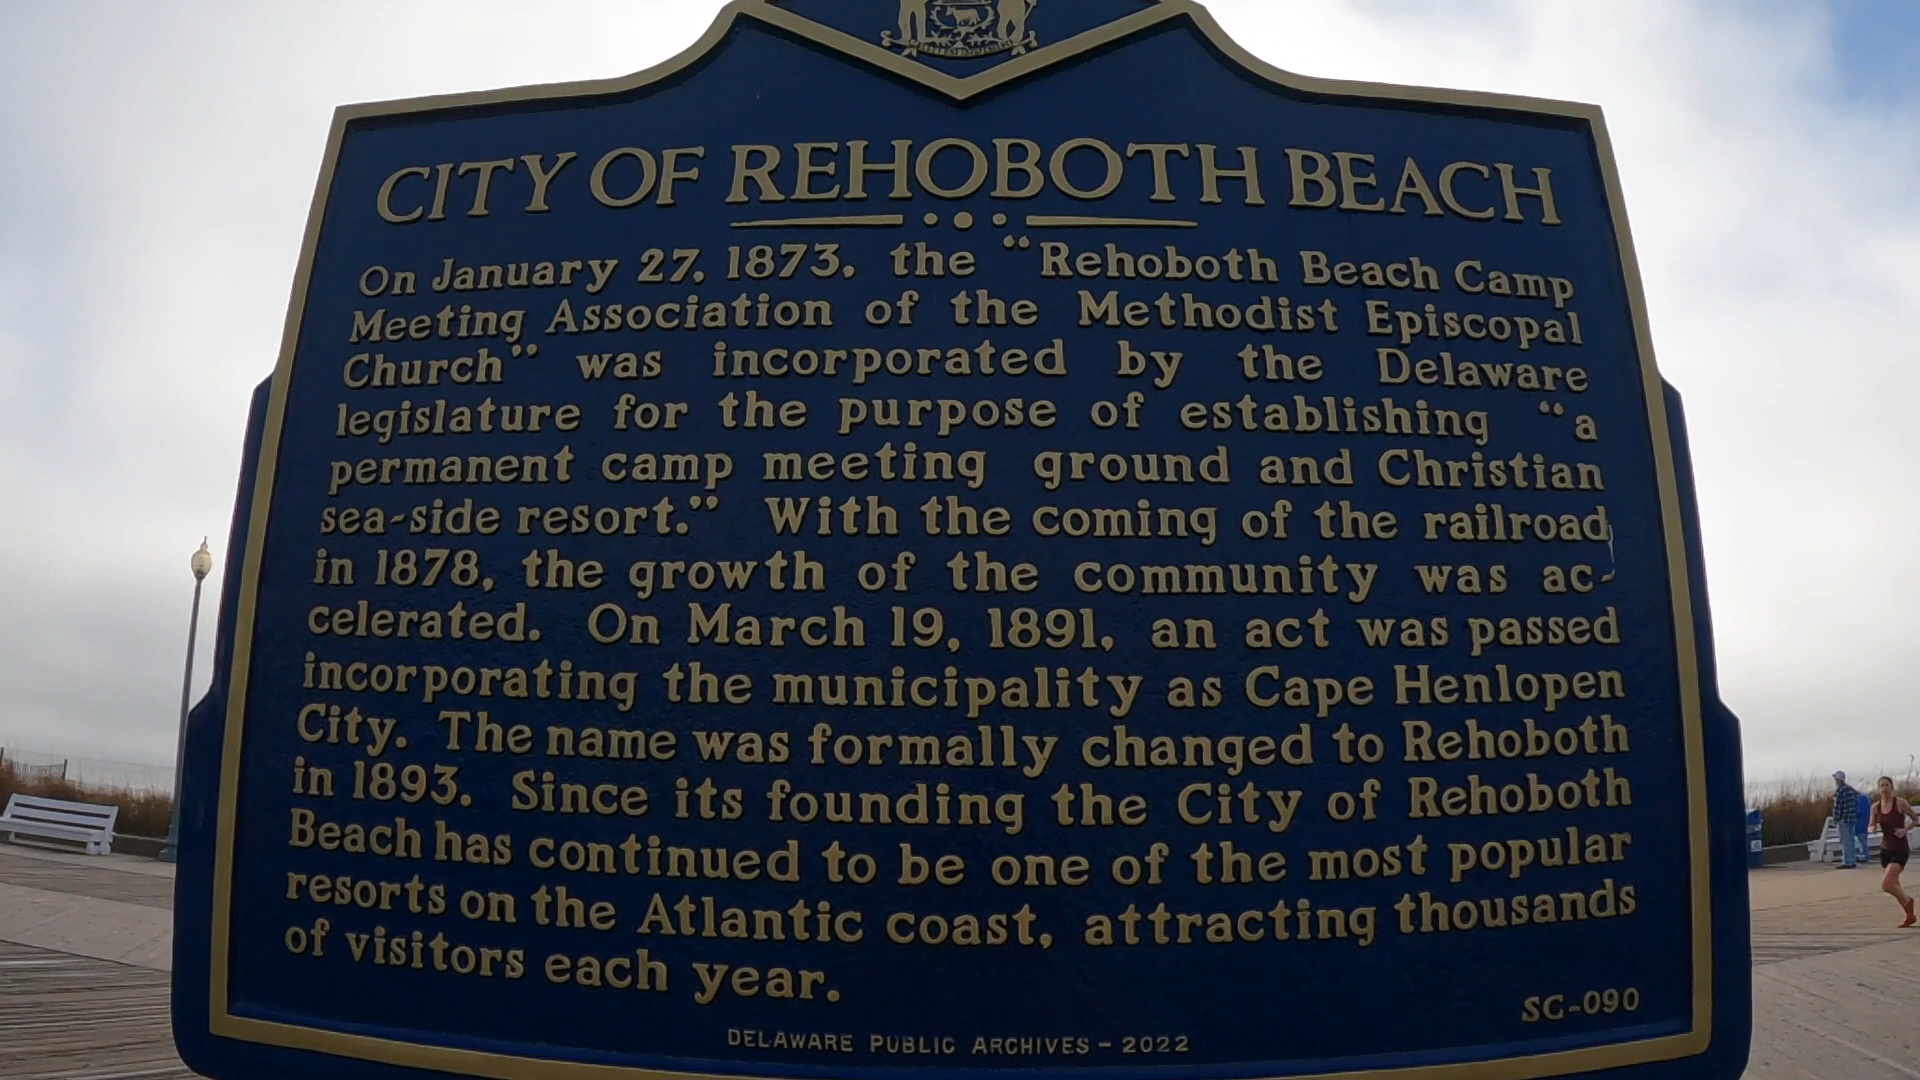 CITY OF REHOBOTH BEACH
On January 27, 1873, the "Rehoboth Beach Camp
Meeting Association of the Methodist Episcopal
Church" was incorporated by the Delaware
legislature for the purpose of establishing "a
permanent camp meeting ground and Christian
sea-side resort." With the coming of the railroad
in 1878, the growth of the community was ac-
celerated. On March 19, 1891, an act was passed
incorporating the municipality as Cape Henlopen
City. The name was formally changed to Rehoboth
in 1893. Since its founding the City of Rehoboth
Beach has continued to be one of the most popular
resorts on the Atlantic coast, attracting thousands
of visitors each year.
SC-090
DELAWARE PUBLIC ARCHIVES - 2022